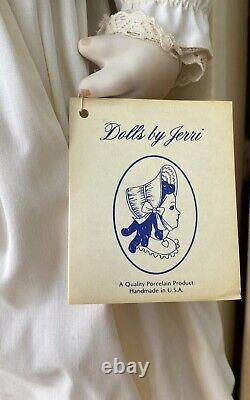 Dolls by Jerri
A Quality Porcelain Product
Handmade in U.S.A.